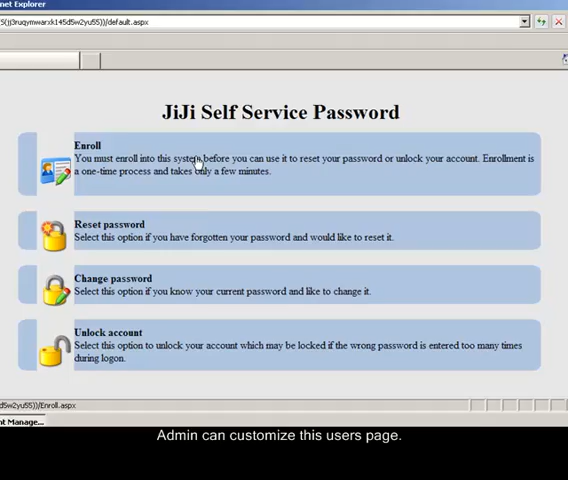 net Explorer
5(jj3ruqymwarxk145d5w2yu55))/default.aspx
JiJi Self Service Password
Enroll
You must enroll into this system before you can use it to reset your password or unlock your account. Enrollment is
a one-time process and takes only a few minutes.
Reset password
Select this option if you have forgotten your password and would like to reset it.
Change password
Select this option if you know your current password and like to change it.
Unlock account
Select this option to unlock your account which may be locked if the wrong password is entered too many times
during logon.
d5w2yu55))/Enroll.aspx
nt Manage...
Admin can customize this users page.